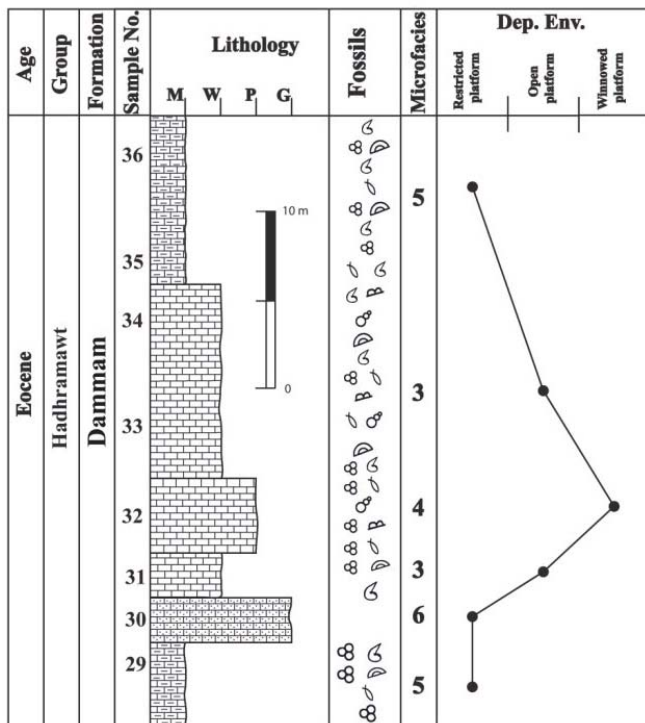 Age
Group
Formation
Sample No.
Lithology
M W P G
Fossils
Microfacies
Dep. Env.
Restricted
platform
Open
platform
Winnowed
platform
Eocene
Hadhramawt
Dammam
36
35
34
33
32
31
30
29
10 m
0
5
3
4
3
6
5